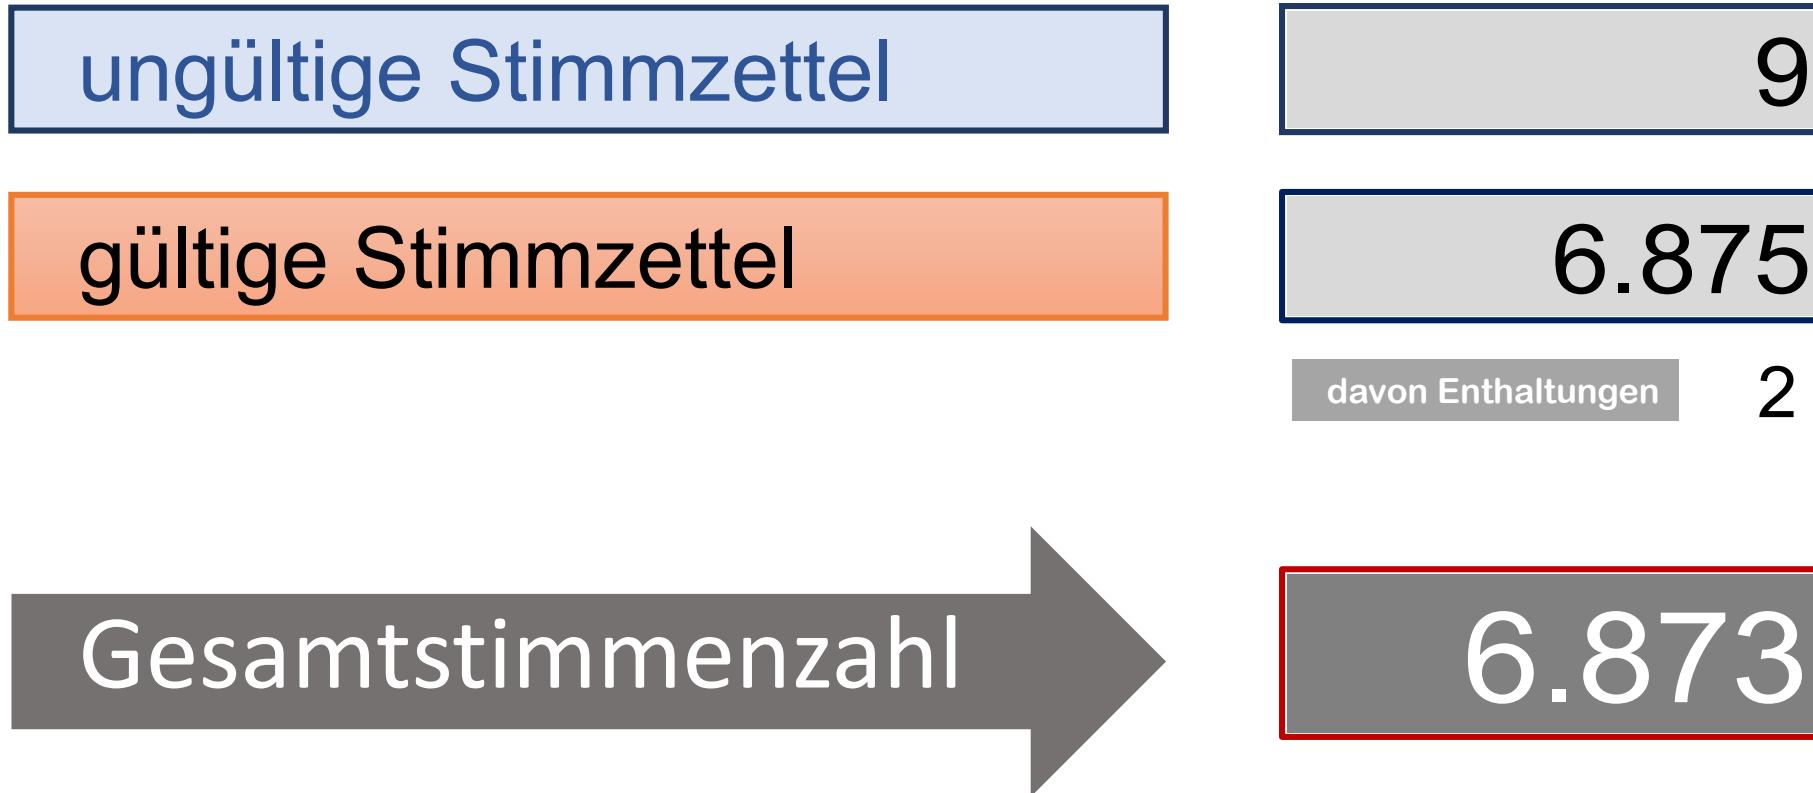 ungültige Stimmzettel 9
gültige Stimmzettel 6.875
davon Enthaltungen 2
Gesamtstimmenzahl 6.873